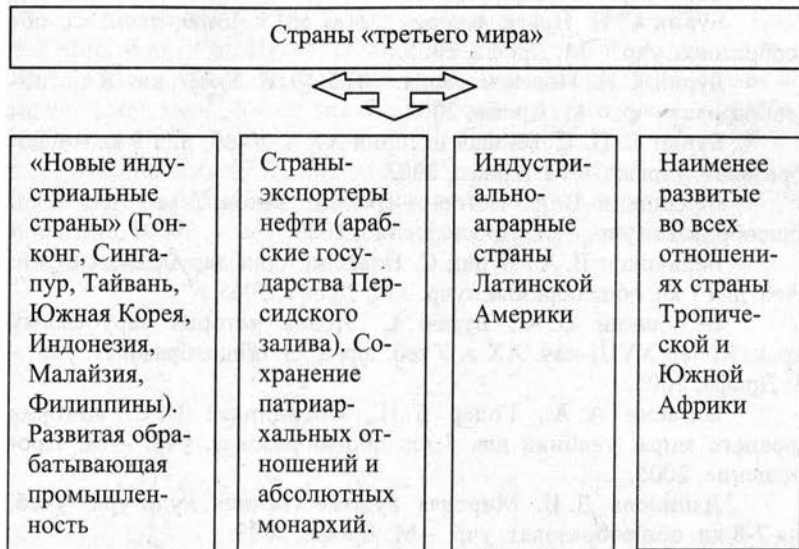 Страны «третьего мира»
«Новые инду-
стриальные
страны» (Гон-
конг, Синга-
пур, Тайвань,
Южная Корея,
Индонезия,
Малайзия,
Филиппины).
Развитая обра-
батывающая
промышлен-
ность
Страны-
экспортеры
нефти (араб-
ские госу-
дарства Пер-
сидского
залива). Со-
хранение
патриар-
хальных от-
ношений и
абсолютных
монархий.
Индустри-
ально-
аграрные
страны
Латинской
Америки
Наименее
развитые
во всех
отношени-
ях страны
Тропиче-
ской и
Южной
Африки